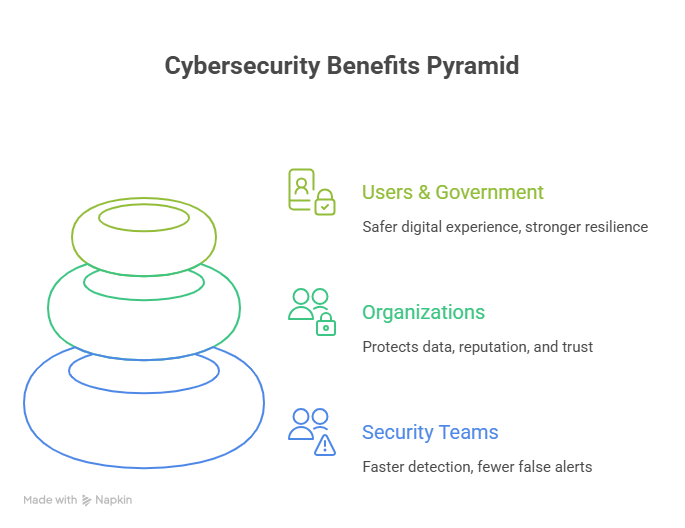 Cybersecurity Benefits Pyramid
Users & Government
Safer digital experience, stronger resilience
Organizations
Protects data, reputation, and trust
Security Teams
Faster detection, fewer false alerts
Made with Napkin